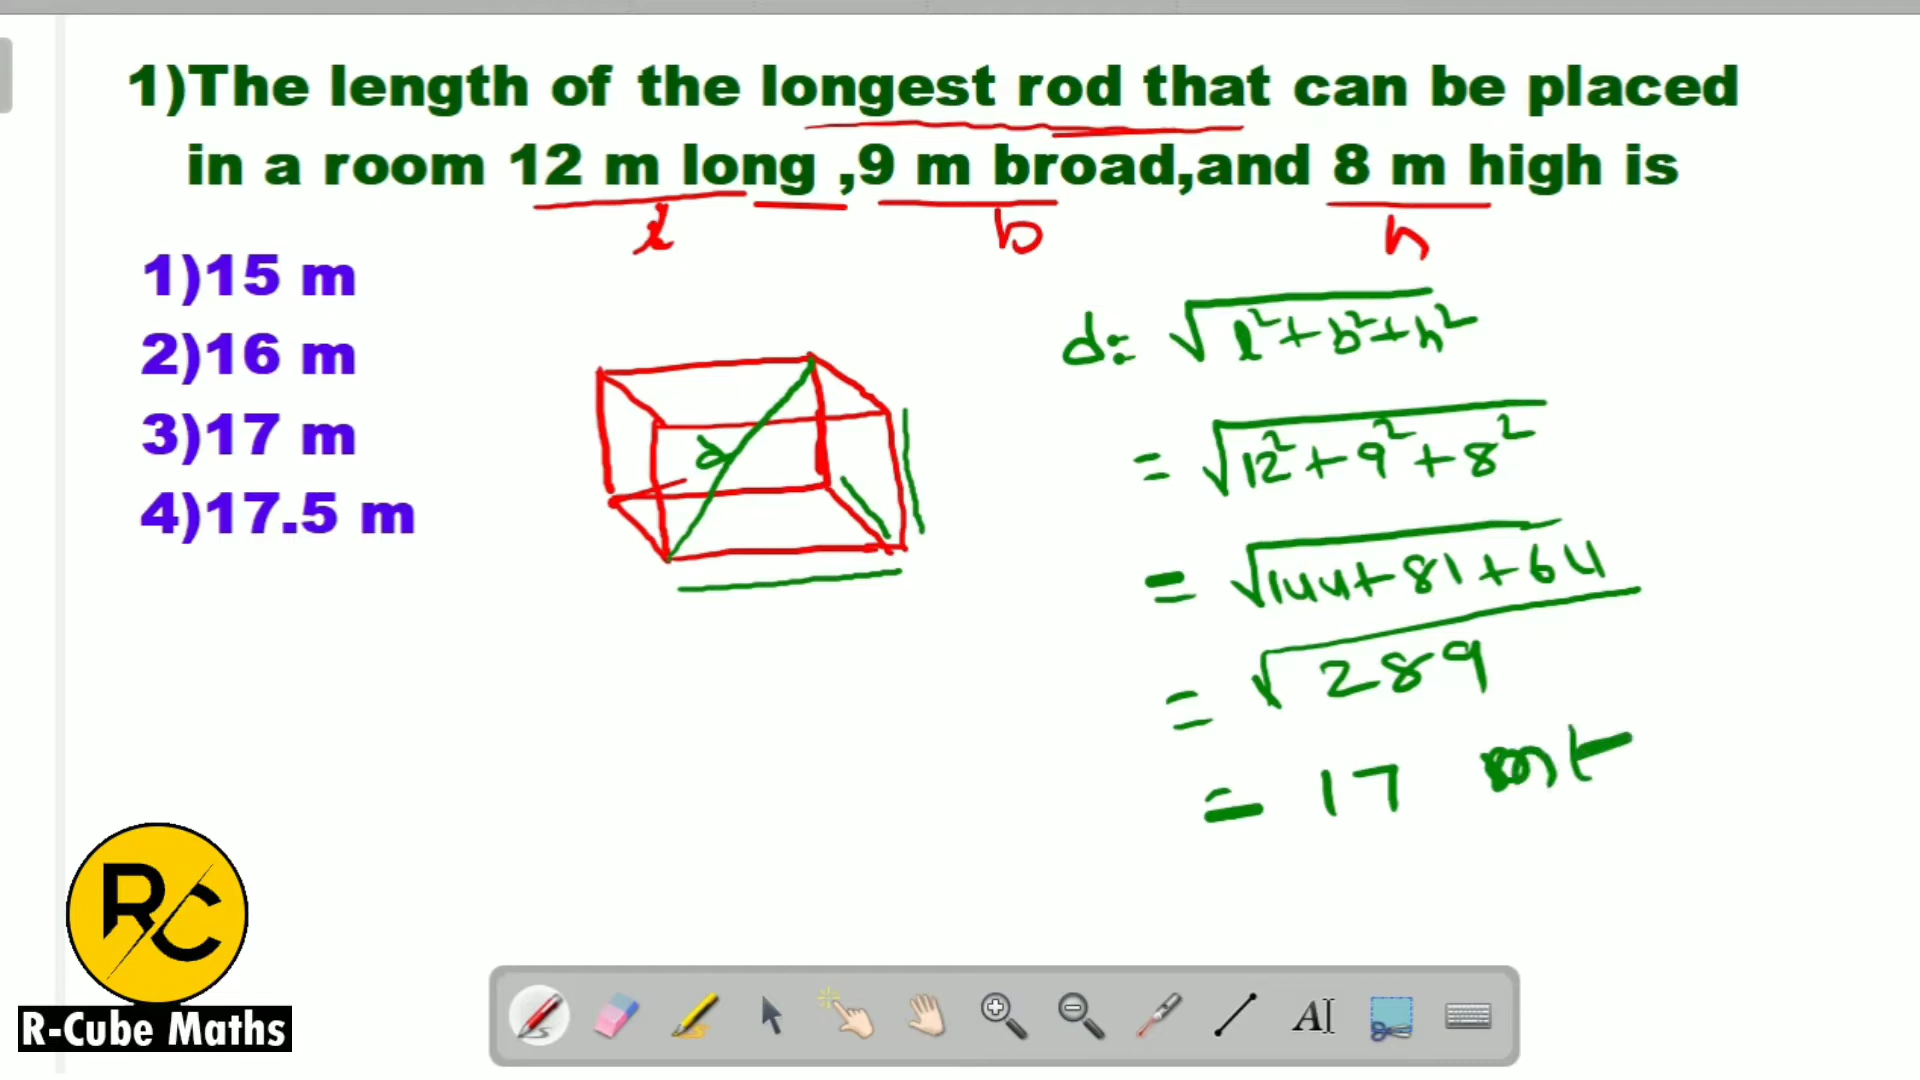 1)The length of the longest rod that can be placed
in a room 12 m long ,9 m broad,and 8 m high is
l b h
1)15 m
2)16 m
3)17 m
4)17.5 m
d
d= √l²+b²+h²
= √12²+9²+8²
= √144+81+64
= √289
= 17 mt
RC
R-Cube Maths
AI